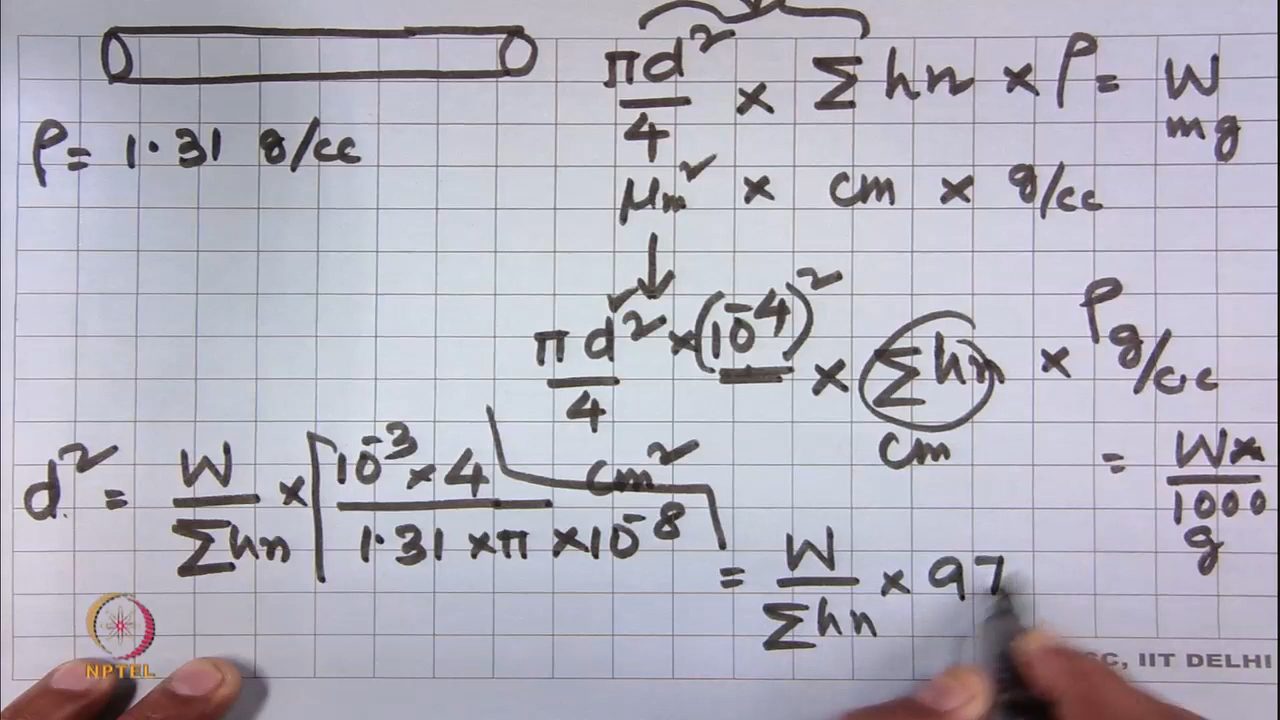 πd²/4 × Σhn × ρ = W
mg
ρ = 1.31 g/cc
μm² × cm × g/cc
πd²/4 × (10⁻⁴)² × Σhn × ρ g/cc
cm
= W×/1000
g
d² = W/Σhn × 10⁻³ × 4 / 1.31 × π × 10⁻⁸
cm²
= W/Σhn × 97
NPTEL
C, IIT DELHI